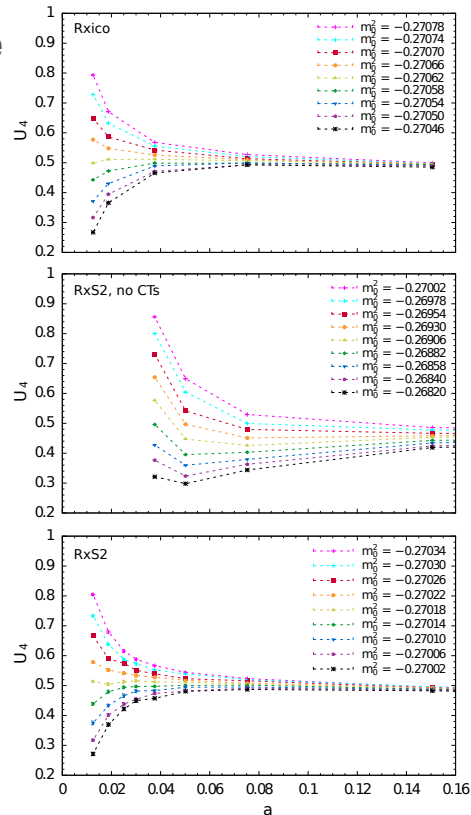 e
Rxico
m₀² = −0.27078
m₀² = −0.27074
m₀² = −0.27070
m₀² = −0.27066
m₀² = −0.27062
m₀² = −0.27058
m₀² = −0.27054
m₀² = −0.27050
m₀² = −0.27046
U₄
1
0.9
0.8
0.7
0.6
0.5
0.4
0.3
0.2
RxS2, no CTs
m₀² = −0.27002
m₀² = −0.26978
m₀² = −0.26954
m₀² = −0.26930
m₀² = −0.26906
m₀² = −0.26882
m₀² = −0.26858
m₀² = −0.26840
m₀² = −0.26820
U₄
1
0.9
0.8
0.7
0.6
0.5
0.4
0.3
0.2
RxS2
m₀² = −0.27034
m₀² = −0.27030
m₀² = −0.27026
m₀² = −0.27022
m₀² = −0.27018
m₀² = −0.27014
m₀² = −0.27010
m₀² = −0.27006
m₀² = −0.27002
U₄
1
0.9
0.8
0.7
0.6
0.5
0.4
0.3
0.2
0 0.02 0.04 0.06 0.08 0.1 0.12 0.14 0.16
a